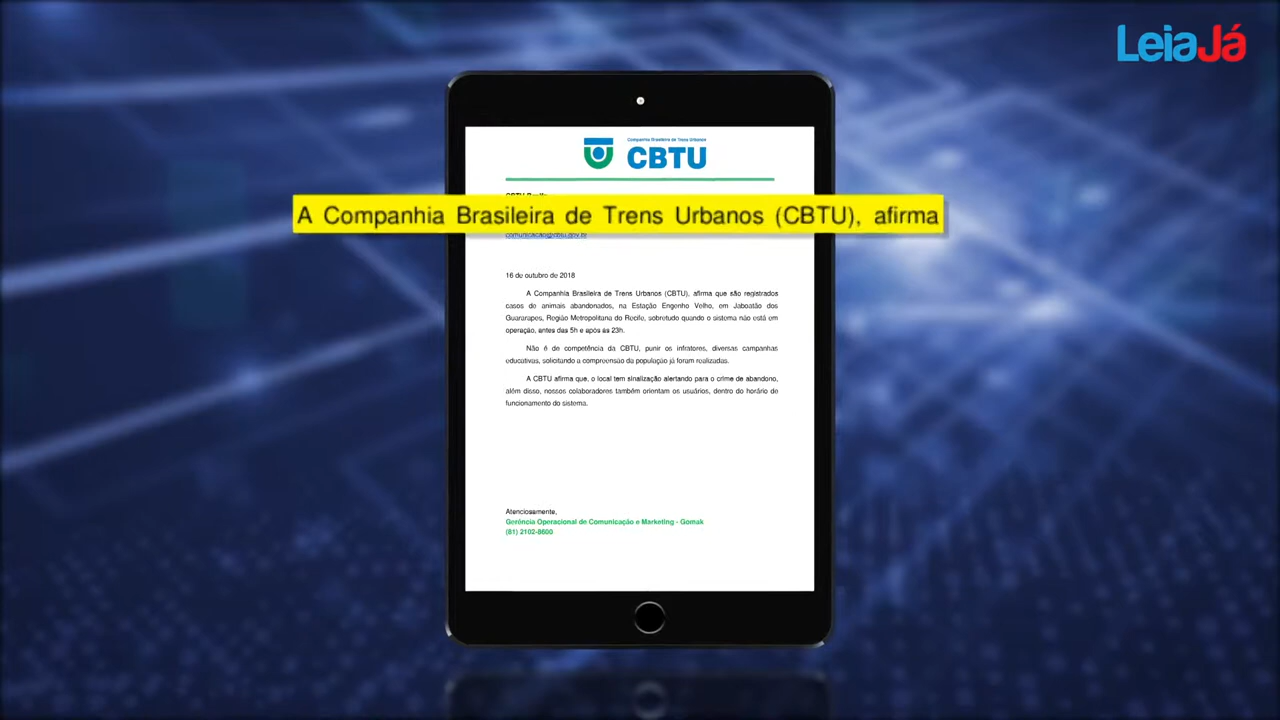 LeiaJá
Companhia Brasileira de Trens Urbanos
CBTU
A Companhia Brasileira de Trens Urbanos (CBTU), afirma
comunicacao@cbtu.gov.br
16 de outubro de 2018
A Companhia Brasileira de Trens Urbanos (CBTU), afirma que são registrados
casos de animais abandonados, na Estação Engenho Velho, em Jaboatão dos
Guararapes, Região Metropolitana do Recife, sobretudo quando o sistema não está em
operação, antes das 5h e após as 23h.
Não é de competência da CBTU, punir os infratores, diversas campanhas
educativas, solicitando a compreensão da população já foram realizadas.
A CBTU afirma que, o local tem sinalização alertando para o crime de abandono,
além disso, nossos colaboradores também orientam os usuários, dentro do horário de
funcionamento do sistema.
Atenciosamente,
Gerência Operacional de Comunicação e Marketing - Gomak
(81) 2102-8600